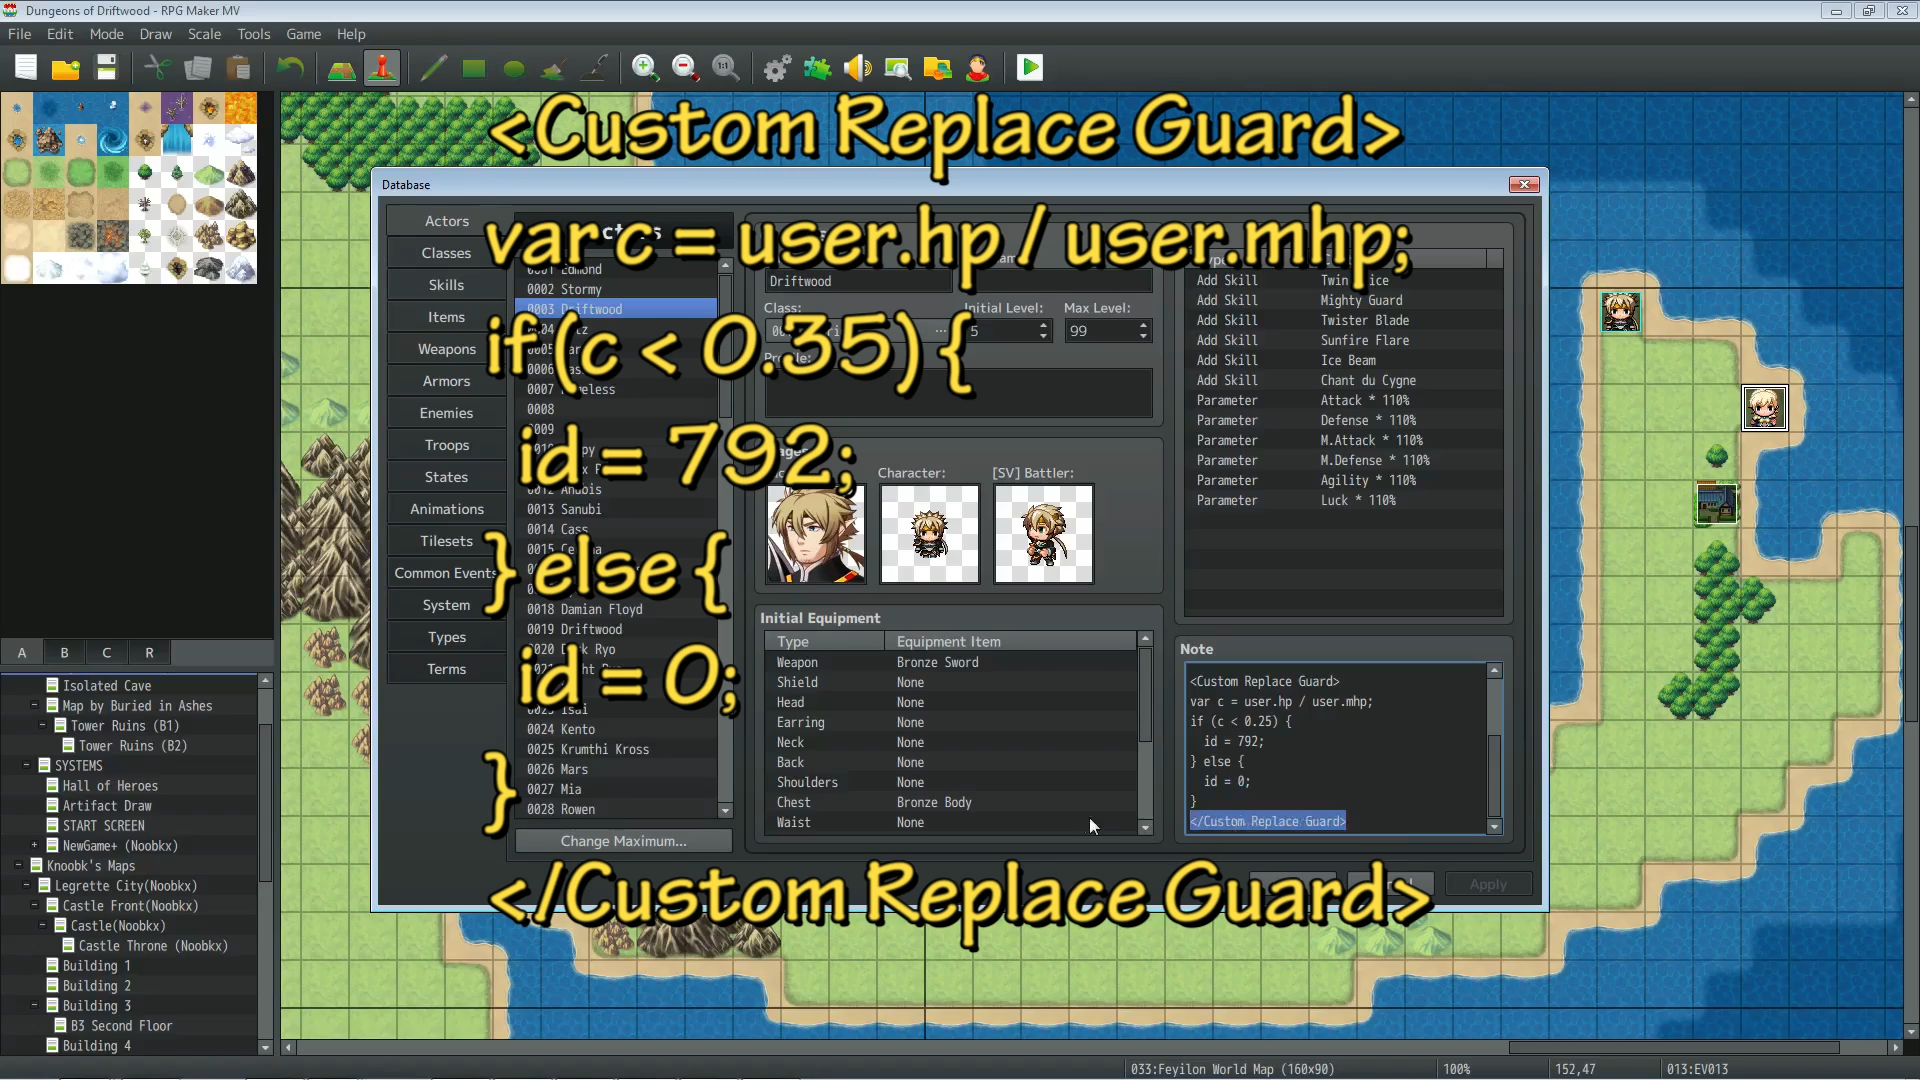 Dungeons of Driftwood - RPG Maker MV
File Edit Mode Draw Scale Tools Game Help
<Custom Replace Guard>
var c = user.hp / user.mhp;
if (c < 0.35) {
id = 792;
} else {
id = 0;
}
</Custom Replace Guard>
Database
Actors
Classes
Skills
Items
Weapons
Armors
Enemies
Troops
States
Animations
Tilesets
Common Events
System
Types
Terms
0001 Edmond
0002 Stormy
0003 Driftwood
0008
0009
0012 Anubis
0013 Sanubi
0014 Cass
0018 Damian Floyd
0019 Driftwood
0024 Kento
0025 Krumthi Kross
0026 Mars
0027 Mia
0028 Rowen
Change Maximum...
Driftwood
Class: Initial Level: Max Level:
5 99
Character: [SV] Battler:
Initial Equipment
Type Equipment Item
Weapon Bronze Sword
Shield None
Head None
Earring None
Neck None
Back None
Shoulders None
Chest Bronze Body
Waist None
Add Skill
Add Skill Mighty Guard
Add Skill Twister Blade
Add Skill Sunfire Flare
Add Skill Ice Beam
Add Skill Chant du Cygne
Parameter Attack * 110%
Parameter Defense * 110%
Parameter M.Attack * 110%
Parameter M.Defense * 110%
Parameter Agility * 110%
Parameter Luck * 110%
Note
<Custom Replace Guard>
var c = user.hp / user.mhp;
if (c < 0.25) {
id = 792;
} else {
id = 0;
}
</Custom Replace Guard>
Apply
A B C R
Isolated Cave
Map by Buried in Ashes
Tower Ruins (B1)
Tower Ruins (B2)
SYSTEMS
Hall of Heroes
Artifact Draw
START SCREEN
NewGame+ (Noobkx)
Knoobk's Maps
Legrette City(Noobkx)
Castle Front(Noobkx)
Castle(Noobkx)
Castle Throne (Noobkx)
Building 1
Building 2
Building 3
B3 Second Floor
Building 4
033:Feyilon World Map (160x90) 100% 152,47 013:EV013